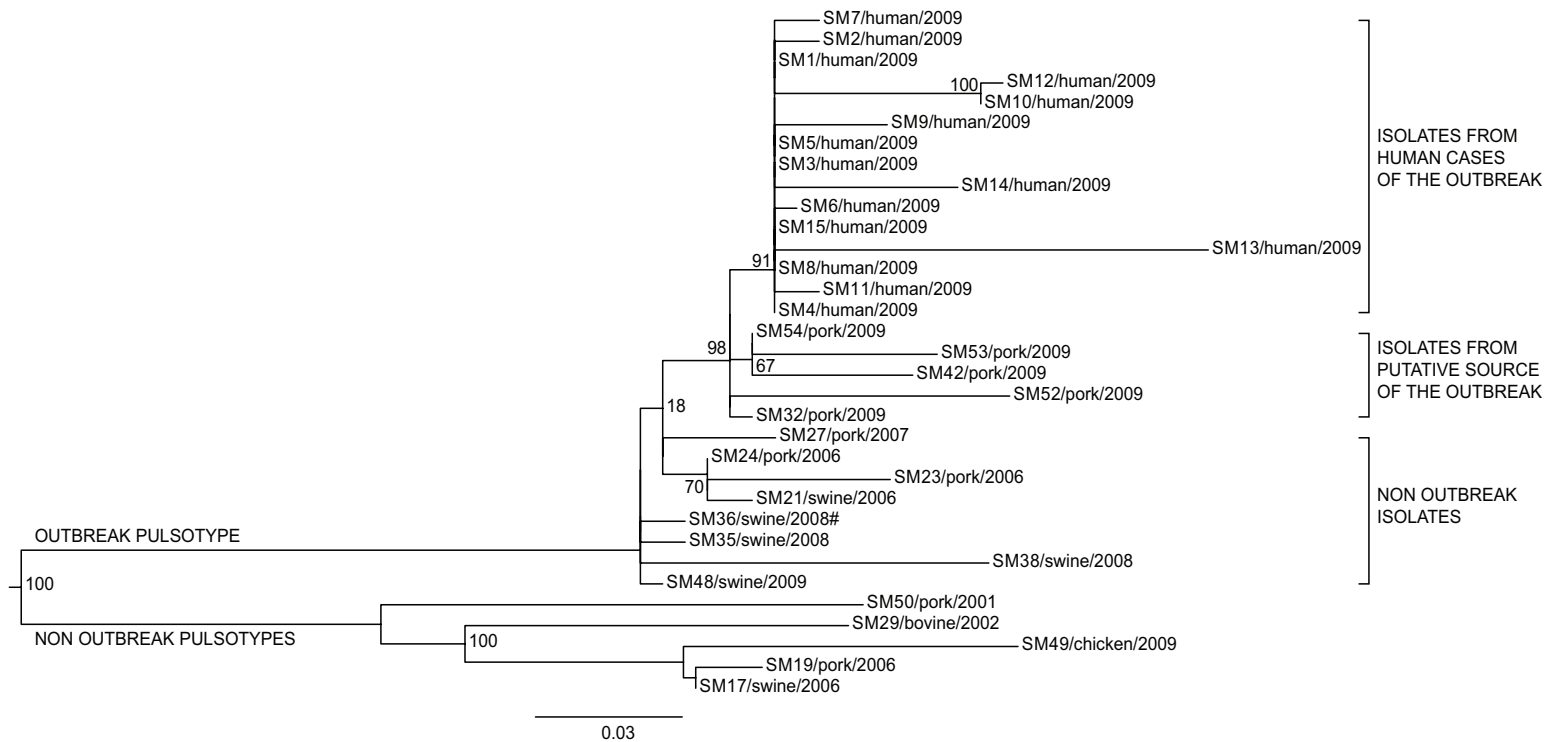 SM7/human/2009
SM2/human/2009
SM1/human/2009
100
SM12/human/2009
SM10/human/2009
SM9/human/2009
SM5/human/2009
SM3/human/2009
SM14/human/2009
SM6/human/2009
SM15/human/2009
SM13/human/2009
91
SM8/human/2009
SM11/human/2009
SM4/human/2009
ISOLATES FROM
HUMAN CASES
OF THE OUTBREAK
SM54/pork/2009
98
SM53/pork/2009
67
SM42/pork/2009
SM52/pork/2009
SM32/pork/2009
ISOLATES FROM
PUTATIVE SOURCE
OF THE OUTBREAK
18
SM27/pork/2007
SM24/pork/2006
SM23/pork/2006
70
SM21/swine/2006
SM36/swine/2008#
SM35/swine/2008
SM38/swine/2008
SM48/swine/2009
NON OUTBREAK
ISOLATES
OUTBREAK PULSOTYPE
100
NON OUTBREAK PULSOTYPES
SM50/pork/2001
SM29/bovine/2002
100
SM49/chicken/2009
SM19/pork/2006
SM17/swine/2006
0.03